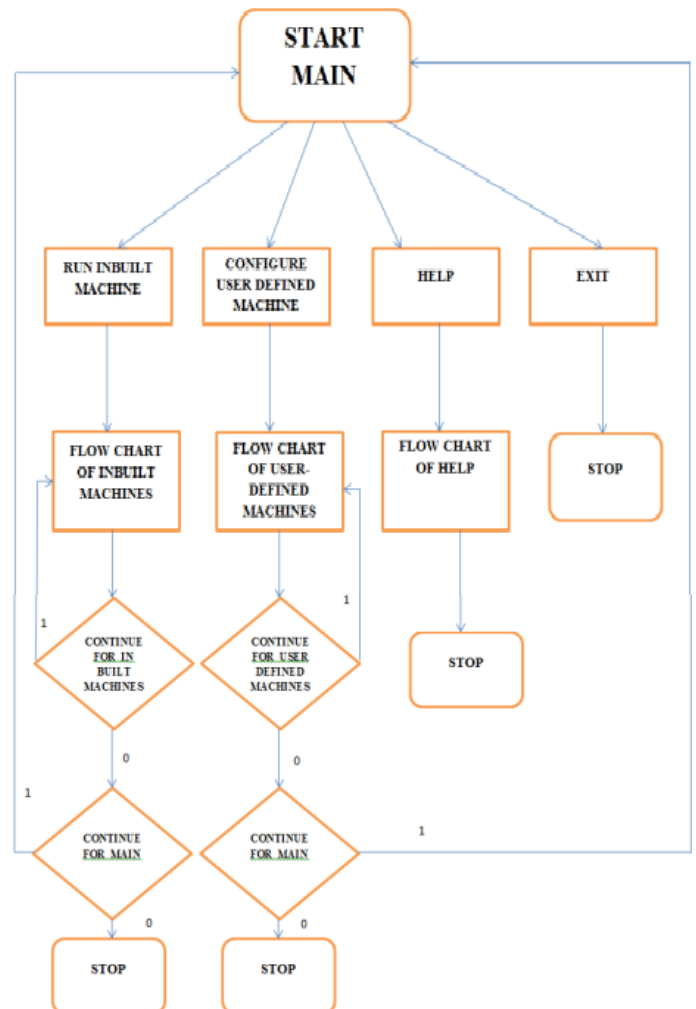 START
MAIN
RUN INBUILT
MACHINE
CONFIGURE
USER DEFINED
MACHINE
HELP
EXIT
FLOW CHART
OF INBUILT
MACHINES
FLOW CHART
OF USER-
DEFINED
MACHINES
FLOW CHART
OF HELP
STOP
1
CONTINUE
FOR IN
BUILT
MACHINES
1
CONTINUE
FOR USER
DEFINED
MACHINES
STOP
0
0
1
CONTINUE
FOR MAIN
CONTINUE
FOR MAIN
1
0
0
STOP
STOP